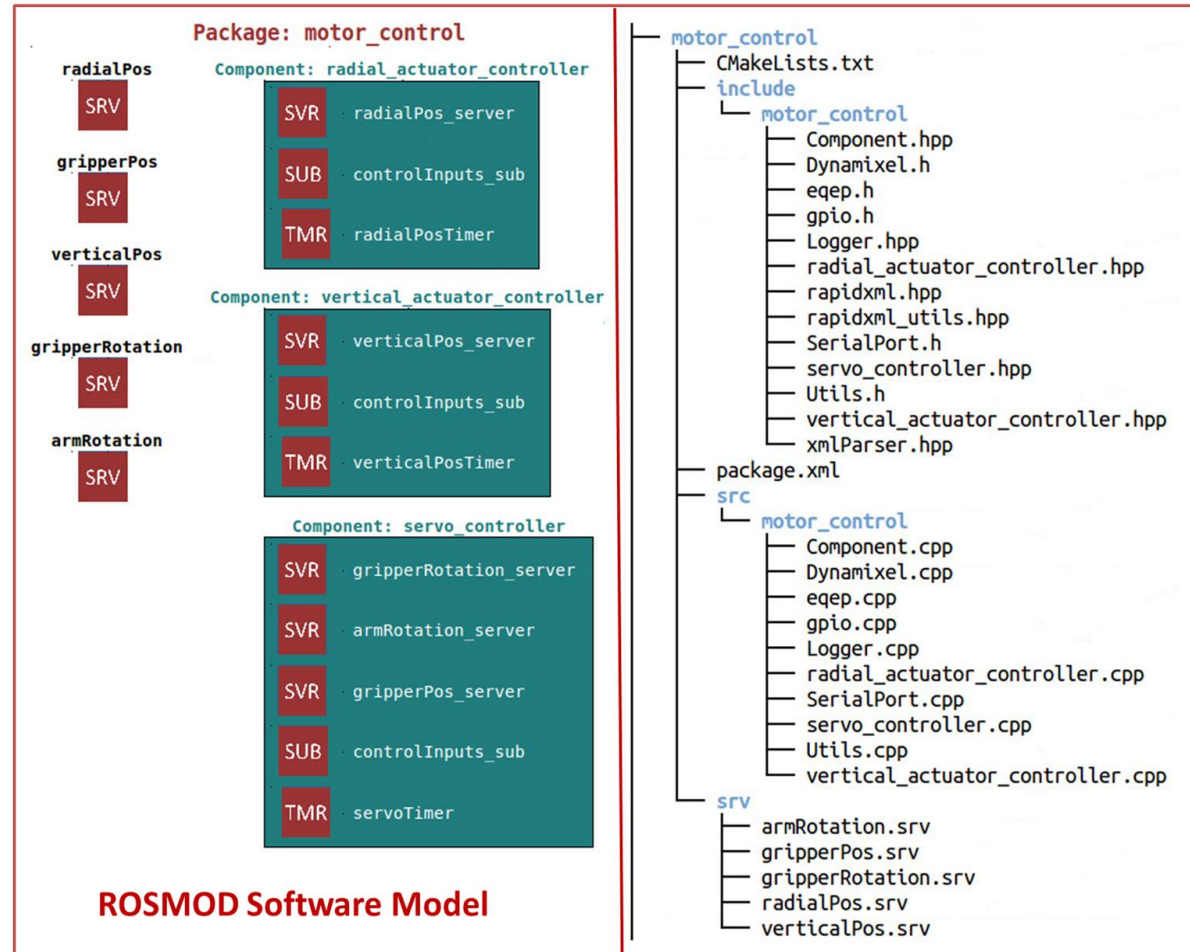 Package: motor_control
radialPos
SRV
gripperPos
SRV
verticalPos
SRV
gripperRotation
SRV
armRotation
SRV
Component: radial_actuator_controller
SVR radialPos_server
SUB controlInputs_sub
TMR radialPosTimer
Component: vertical_actuator_controller
SVR verticalPos_server
SUB controlInputs_sub
TMR verticalPosTimer
Component: servo_controller
SVR gripperRotation_server
SVR armRotation_server
SVR gripperPos_server
SUB controlInputs_sub
TMR servoTimer
ROSMOD Software Model
motor_control
CMakeLists.txt
include
motor_control
Component.hpp
Dynamixel.h
eqep.h
gpio.h
Logger.hpp
radial_actuator_controller.hpp
rapidxml.hpp
rapidxml_utils.hpp
SerialPort.h
servo_controller.hpp
Utils.h
vertical_actuator_controller.hpp
xmlParser.hpp
package.xml
src
motor_control
Component.cpp
Dynamixel.cpp
eqep.cpp
gpio.cpp
Logger.cpp
radial_actuator_controller.cpp
SerialPort.cpp
servo_controller.cpp
Utils.cpp
vertical_actuator_controller.cpp
srv
armRotation.srv
gripperPos.srv
gripperRotation.srv
radialPos.srv
verticalPos.srv